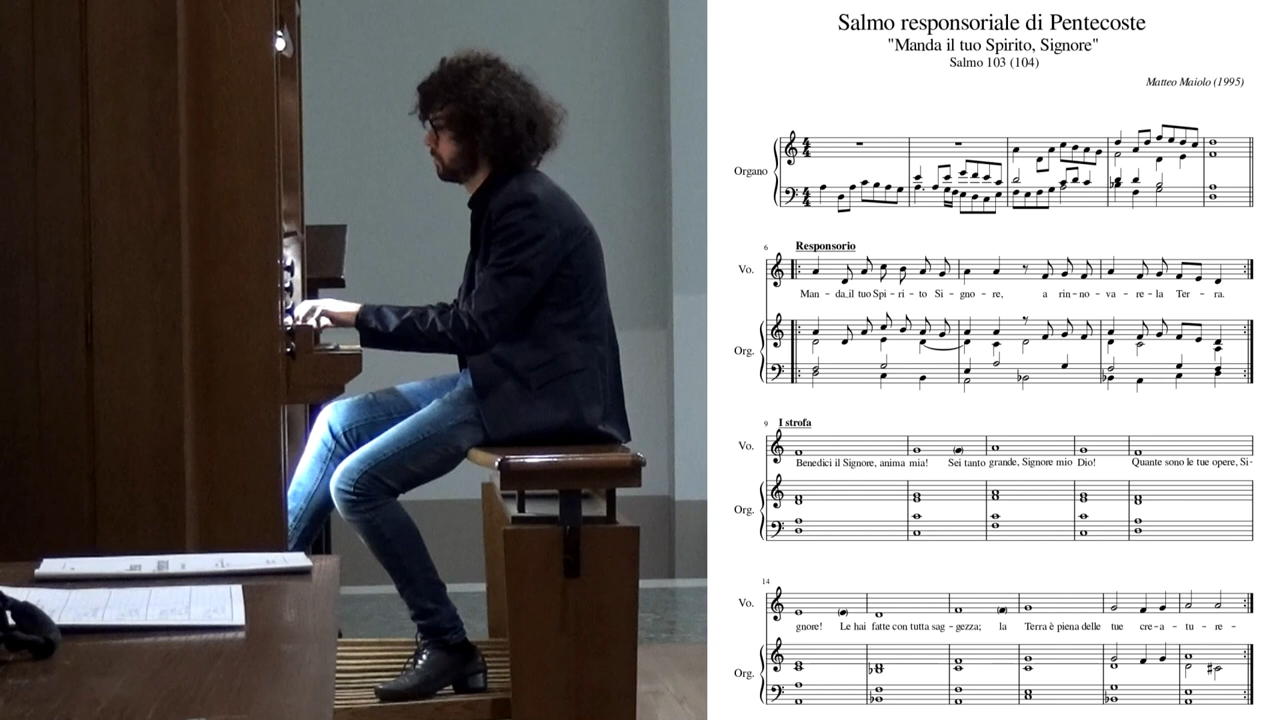 Salmo responsoriale di Pentecoste
"Manda il tuo Spirito, Signore"
Salmo 103 (104)
Matteo Maiolo (1995)
Organo
6
Responsorio
Vo.
Man - da il tuo Spi - ri - to Si - gno - re, a rin - no - va - re - la Ter - ra.
Org.
9
I strofa
Vo.
Benedici il Signore, anima mia! Sei tanto grande, Signore mio Dio! Quante sono le tue opere, Si-
Org.
14
Vo.
gnore! Le hai fatte con tutta sag - gezza; la Terra è piena delle tue cre - a - tu - re -
Org.